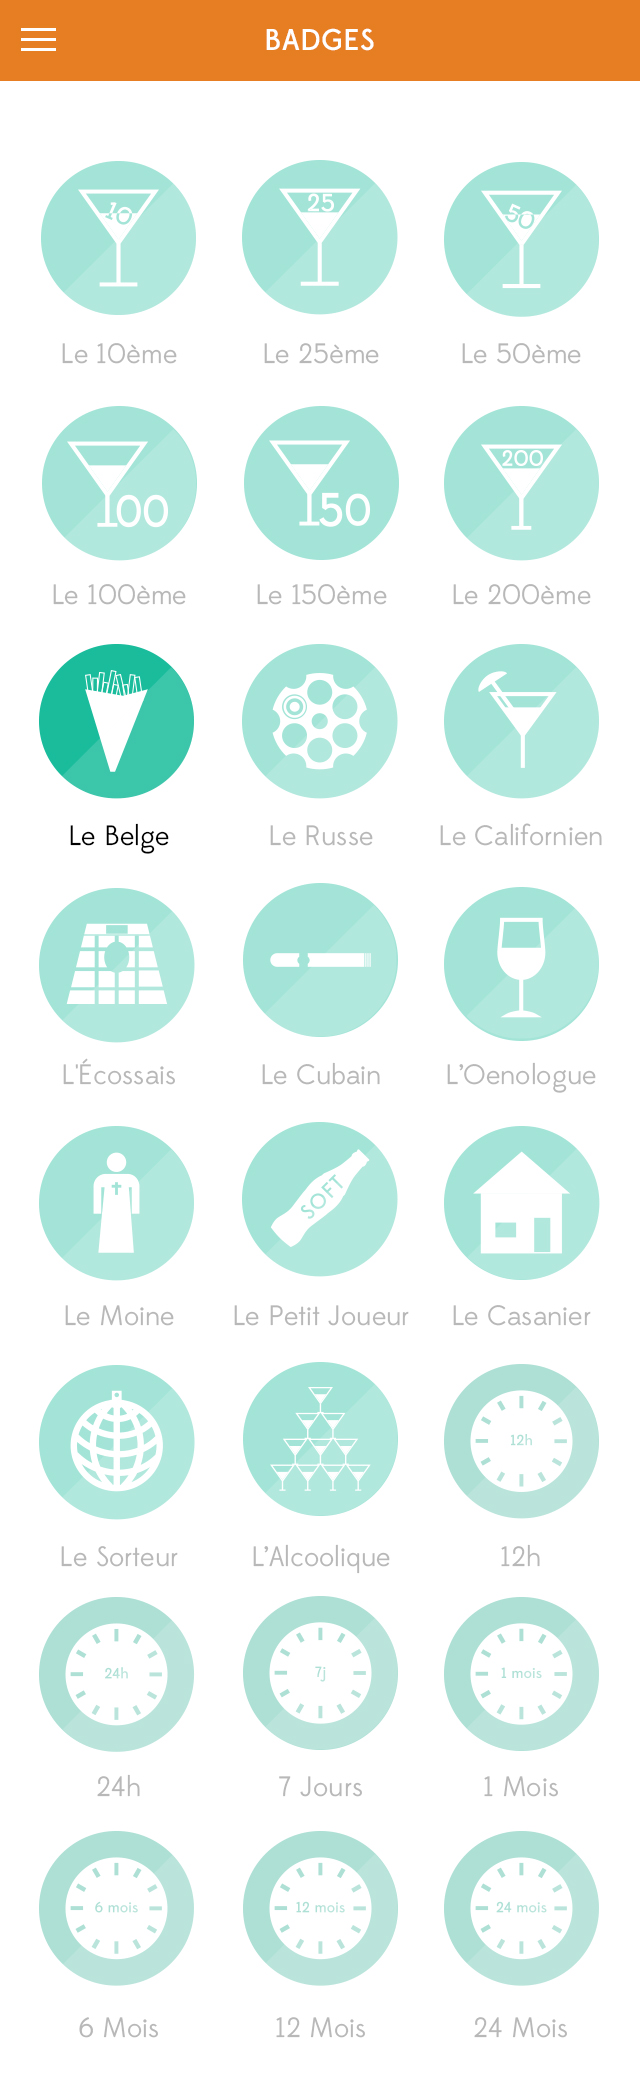 BADGES
10
25
50
Le 10ème
Le 25ème
Le 50ème
00
50
200
Le 100ème
Le 150ème
Le 200ème
Le Belge
Le Russe
Le Californien
L'Écossais
Le Cubain
L’Oenologue
SOFT
Le Moine
Le Petit Joueur
Le Casanier
12h
Le Sorteur
L’Alcoolique
12h
24h
7j
1 mois
24h
7 Jours
1 Mois
6 mois
12 mois
24 mois
6 Mois
12 Mois
24 Mois